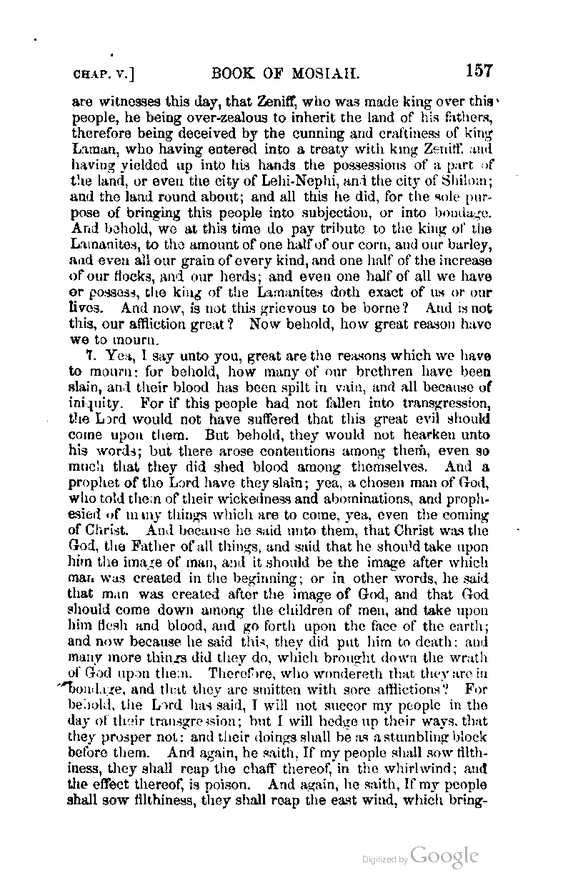 CHAP. V.] BOOK OF MOSIAH. 157
are witnesses this day, that Zeniff, who was made king over this
people, he being over-zealous to inherit the land of his fathers,
therefore being deceived by the cunning and craftiness of king
Laman, who having entered into a treaty with king Zeniff, and
having yielded up into his hands the possessions of a part of
the land, or even the city of Lehi-Nephi, and the city of Shilom;
and the land round about; and all this he did, for the sole pur-
pose of bringing this people into subjection, or into bondage.
And behold, we at this time do pay tribute to the king of the
Lamanites, to the amount of one half of our corn, and our barley,
and even all our grain of every kind, and one half of the increase
of our flocks, and our herds; and even one half of all we have
or possess, the king of the Lamanites doth exact of us or our
lives. And now, is not this grievous to be borne? And is not
this, our affliction great? Now behold, how great reason have
we to mourn.
7. Yea, I say unto you, great are the reasons which we have
to mourn: for behold, how many of our brethren have been
slain, and their blood has been spilt in vain, and all because of
iniquity. For if this people had not fallen into transgression,
the Lord would not have suffered that this great evil should
come upon them. But behold, they would not hearken unto
his words; but there arose contentions among them, even so
much that they did shed blood among themselves. And a
prophet of the Lord have they slain; yea, a chosen man of God,
who told them of their wickedness and abominations, and proph-
esied of many things which are to come, yea, even the coming
of Christ. And because he said unto them, that Christ was the
God, the Father of all things, and said that he should take upon
him the image of man, and it should be the image after which
man was created in the beginning; or in other words, he said
that man was created after the image of God, and that God
should come down among the children of men, and take upon
him flesh and blood, and go forth upon the face of the earth;
and now because he said this, they did put him to death; and
many more things did they do, which brought down the wrath
of God upon them. Therefore, who wondereth that they are in
bondage, and that they are smitten with sore afflictions? For
behold, the Lord has said, I will not succor my people in the
day of their transgression; but I will hedge up their ways, that
they prosper not: and their doings shall be as a stumbling block
before them. And again, he saith, If my people shall sow filth-
iness, they shall reap the chaff thereof, in the whirlwind; and
the effect thereof, is poison. And again, he saith, If my people
shall sow filthiness, they shall reap the east wind, which bring-
Digitized by Google